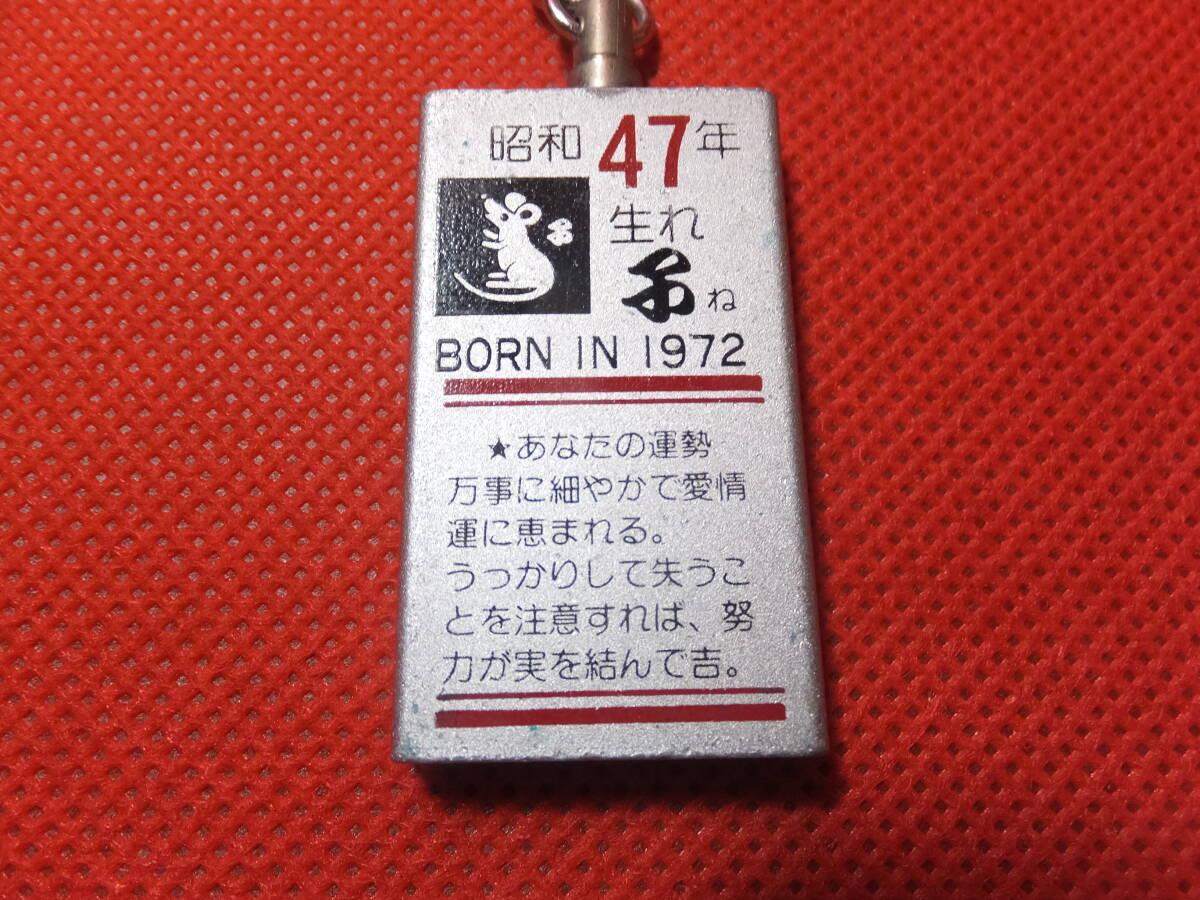 昭和47年
生れ
子ね
子
BORN IN 1972
★あなたの運勢
万事に細やかで愛情
運に恵まれる。
うっかりして失うこ
とを注意すれば、努
力が実を結んで吉。